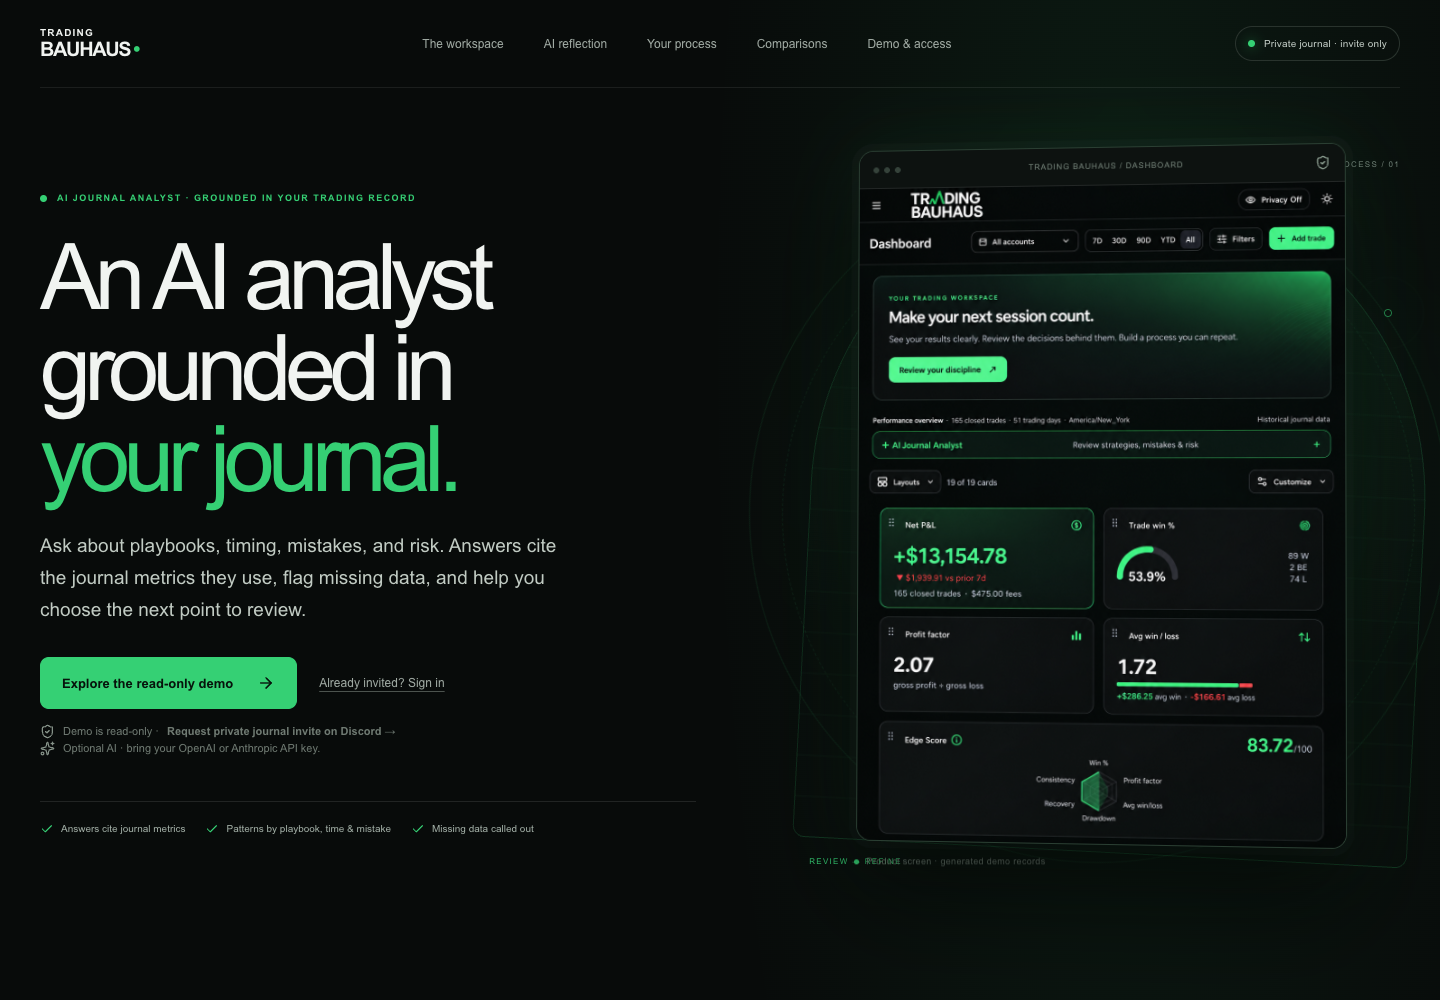 TRADING
BAUHAUS
The workspace
AI reflection
Your process
Comparisons
Demo & access
Private journal · invite only
AI JOURNAL ANALYST · GROUNDED IN YOUR TRADING RECORD
An AI analyst
grounded in
your journal.
Ask about playbooks, timing, mistakes, and risk. Answers cite
the journal metrics they use, flag missing data, and help you
choose the next point to review.
Explore the read-only demo →
Already invited? Sign in
Demo is read-only · Request private journal invite on Discord →
Optional AI · bring your OpenAI or Anthropic API key.
Answers cite journal metrics
Patterns by playbook, time & mistake
Missing data called out
/ 01
TRADING BAUHAUS / DASHBOARD
TRADING
BAUHAUS
Privacy Off
Dashboard
All accounts
7D 30D 90D YTD All
Filters
+ Add trade
YOUR TRADING WORKSPACE
Make your next session count.
See your results clearly. Review the decisions behind them. Build a process you can repeat.
Review your discipline ↗
Performance overview · 165 closed trades · 51 trading days · America/New_York
Historical journal data
+ AI Journal Analyst
Review strategies, mistakes & risk
+
Layouts
19 of 19 cards
Customize
Net P&L
+$13,154.78
▼ $1,939.91 vs prior 7d
165 closed trades · $475.00 fees
Trade win %
53.9%
89 W
2 BE
74 L
Profit factor
2.07
gross profit ÷ gross loss
Avg win / loss
1.72
+$286.25 avg win · -$166.61 avg loss
Edge Score
83.72/100
Win %
Consistency
Profit factor
Recovery
Avg win/loss
Drawdown
REVIEW
screen · generated demo records